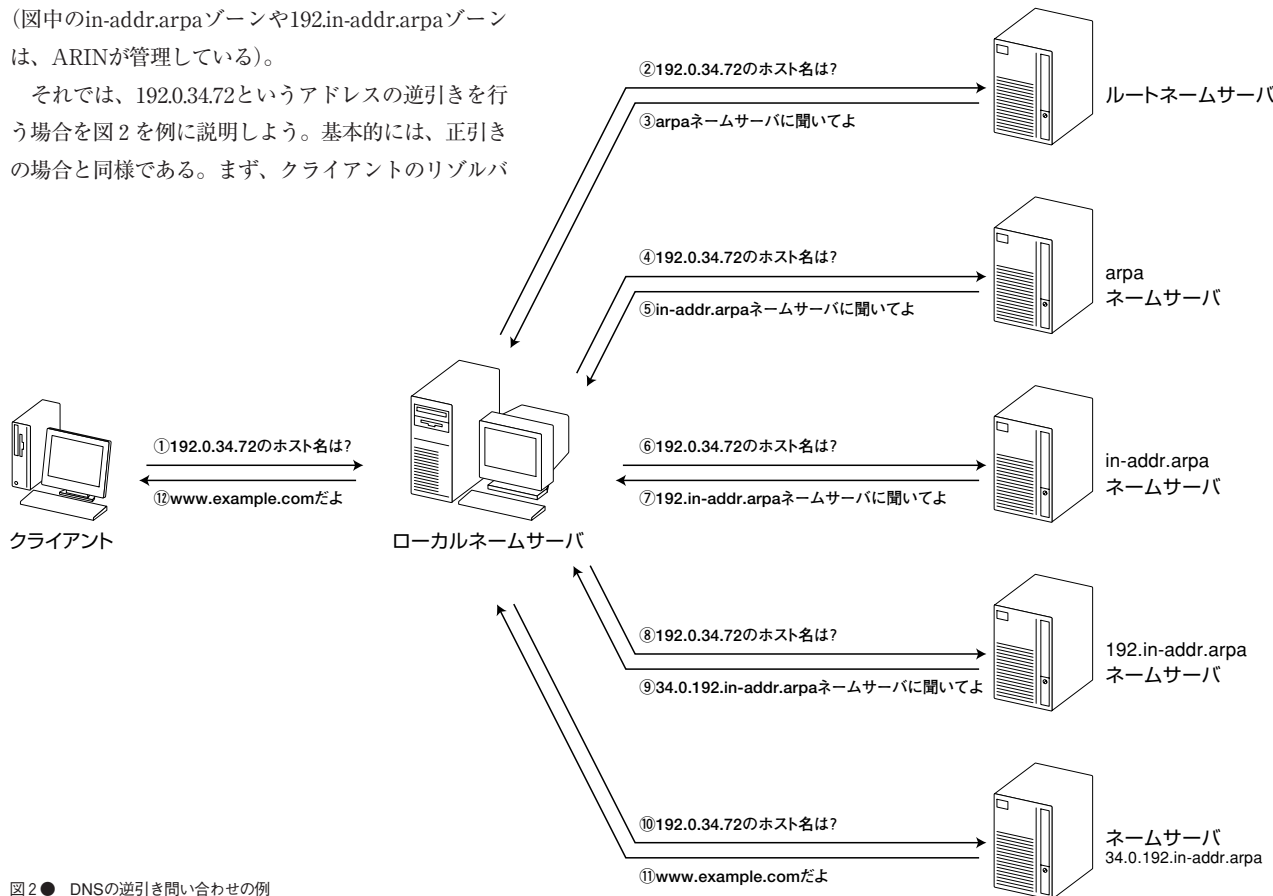 (図中のin-addr.arpaゾーンや192.in-addr.arpaゾーン
は、ARINが管理している)。
それでは、192.0.34.72というアドレスの逆引きを行
う場合を図2を例に説明しよう。基本的には、正引き
の場合と同様である。まず、クライアントのリゾルバ
②192.0.34.72のホスト名は?
③arpaネームサーバに聞いてよ
ルートネームサーバ
④192.0.34.72のホスト名は?
⑤in-addr.arpaネームサーバに聞いてよ
arpa
ネームサーバ
①192.0.34.72のホスト名は?
⑫www.example.comだよ
クライアント
ローカルネームサーバ
⑥192.0.34.72のホスト名は?
⑦192.in-addr.arpaネームサーバに聞いてよ
in-addr.arpa
ネームサーバ
⑧192.0.34.72のホスト名は?
⑨34.0.192.in-addr.arpaネームサーバに聞いてよ
192.in-addr.arpa
ネームサーバ
⑩192.0.34.72のホスト名は?
⑪www.example.comだよ
ネームサーバ
34.0.192.in-addr.arpa
図2● DNSの逆引き問い合わせの例